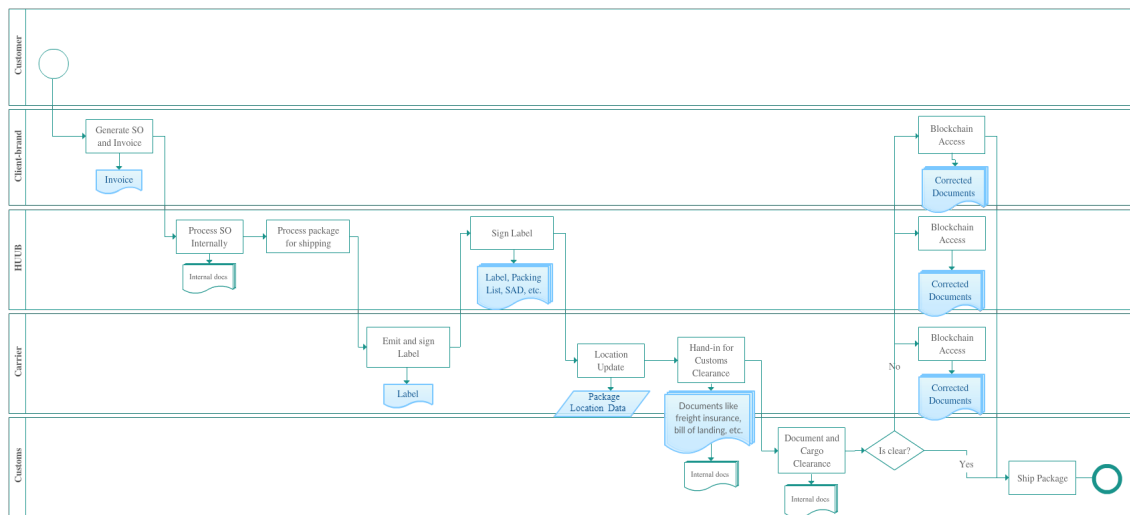 Customer
Client-brand
Generate SO
and Invoice
Invoice
Blockchain
Access
Corrected
Documents
HUUB
Process SO
Internally
Internal docs
Process package
for shipping
Sign Label
Label, Packing
List, SAD, etc.
Blockchain
Access
Corrected
Documents
Carrier
Emit and sign
Label
Label
Location
Update
Package
Location Data
Hand-in for
Customs
Clearance
Documents like
freight insurance,
bill of landing, etc.
Blockchain
Access
No
Corrected
Documents
Customs
Internal docs
Document and
Cargo
Clearance
Internal docs
Is clear?
Yes
Ship Package